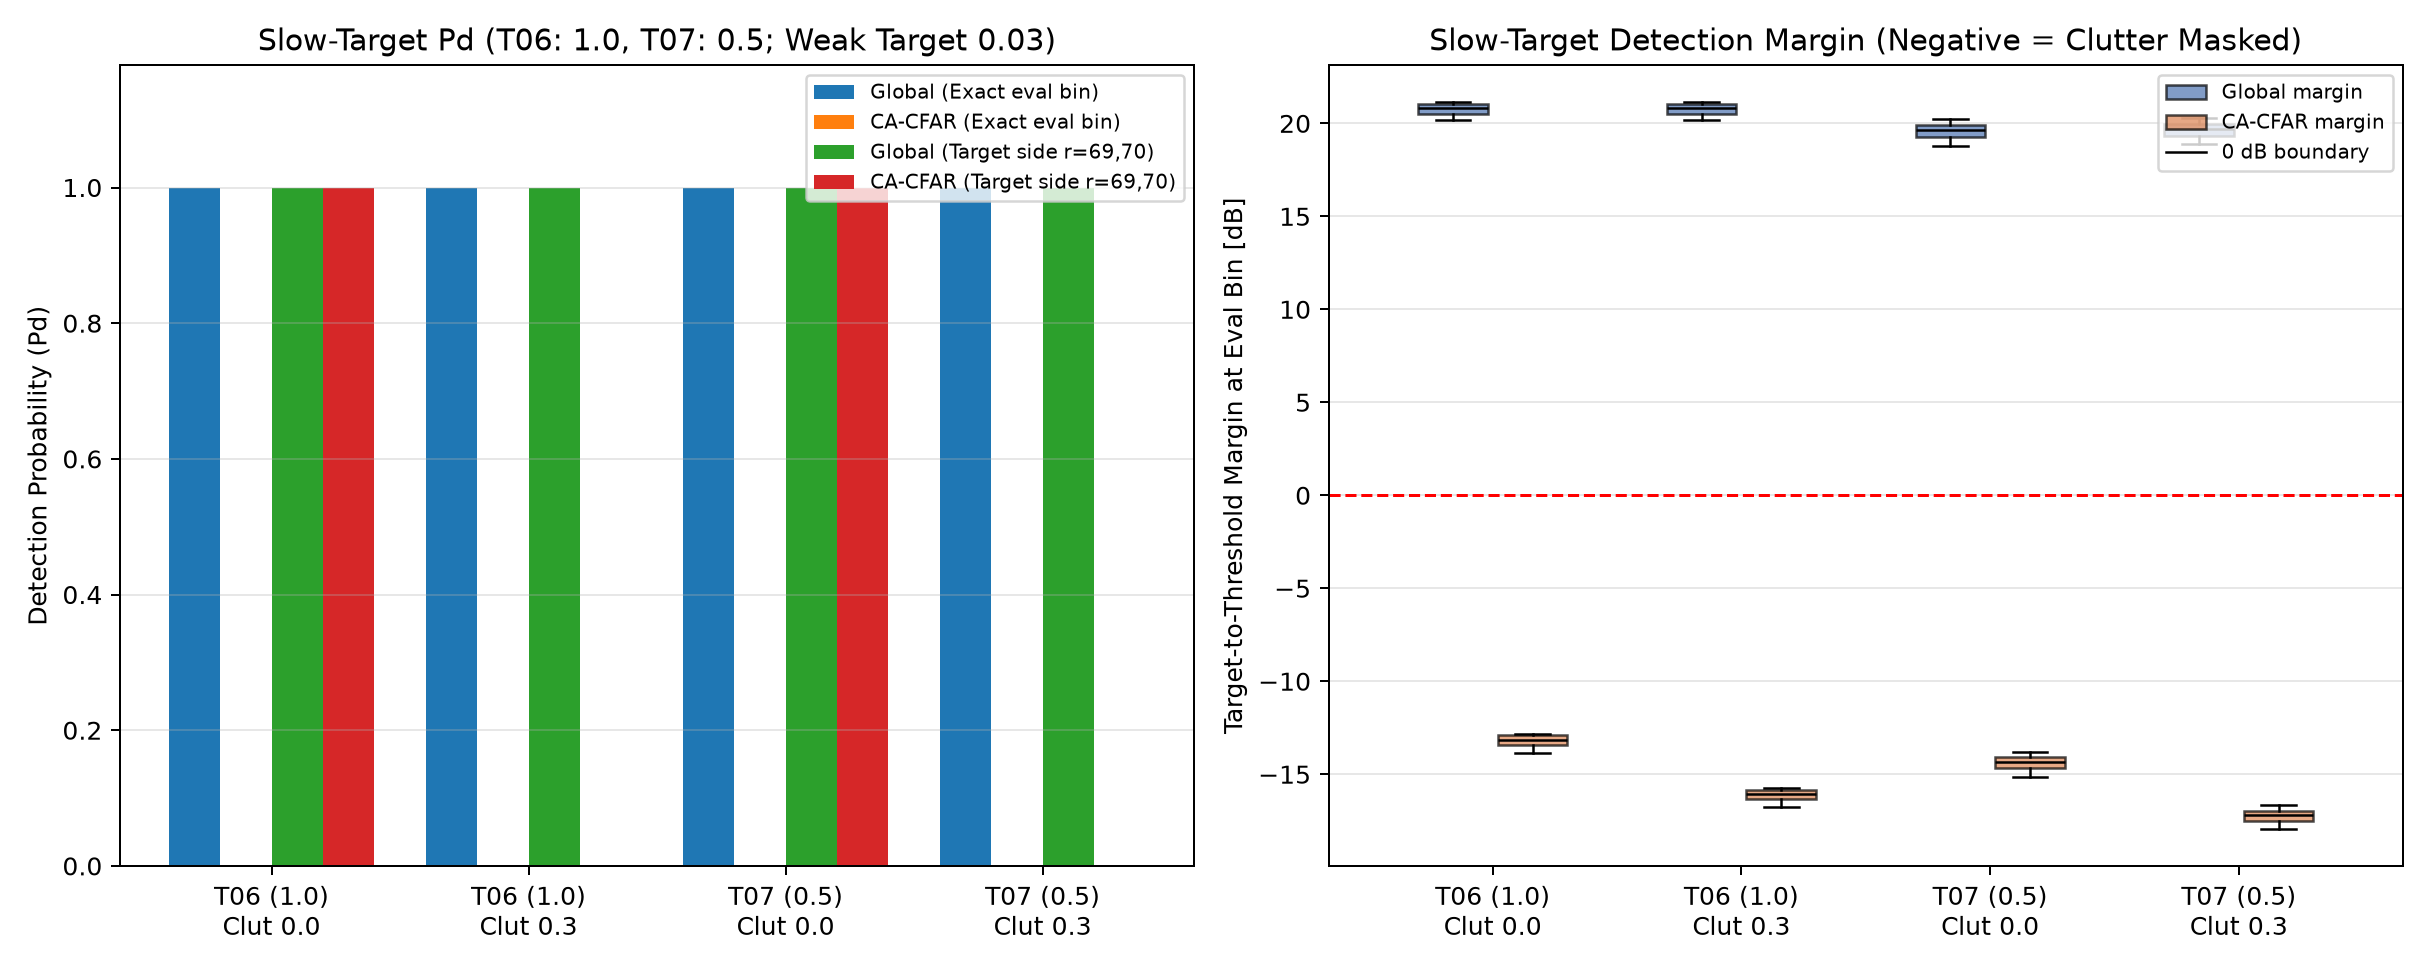 Slow-Target Pd (T06: 1.0, T07: 0.5; Weak Target 0.03)
Detection Probability (Pd)
1.0
0.8
0.6
0.4
0.2
0.0
Global (Exact eval bin)
CA-CFAR (Exact eval bin)
Global (Target side r=69,70)
CA-CFAR (Target side r=69,70)
T06 (1.0)
Clut 0.0
T06 (1.0)
Clut 0.3
T07 (0.5)
Clut 0.0
T07 (0.5)
Clut 0.3
Slow-Target Detection Margin (Negative = Clutter Masked)
Target-to-Threshold Margin at Eval Bin [dB]
20
15
10
5
0
−5
−10
−15
Global margin
CA-CFAR margin
0 dB boundary
T06 (1.0)
Clut 0.0
T06 (1.0)
Clut 0.3
T07 (0.5)
Clut 0.0
T07 (0.5)
Clut 0.3